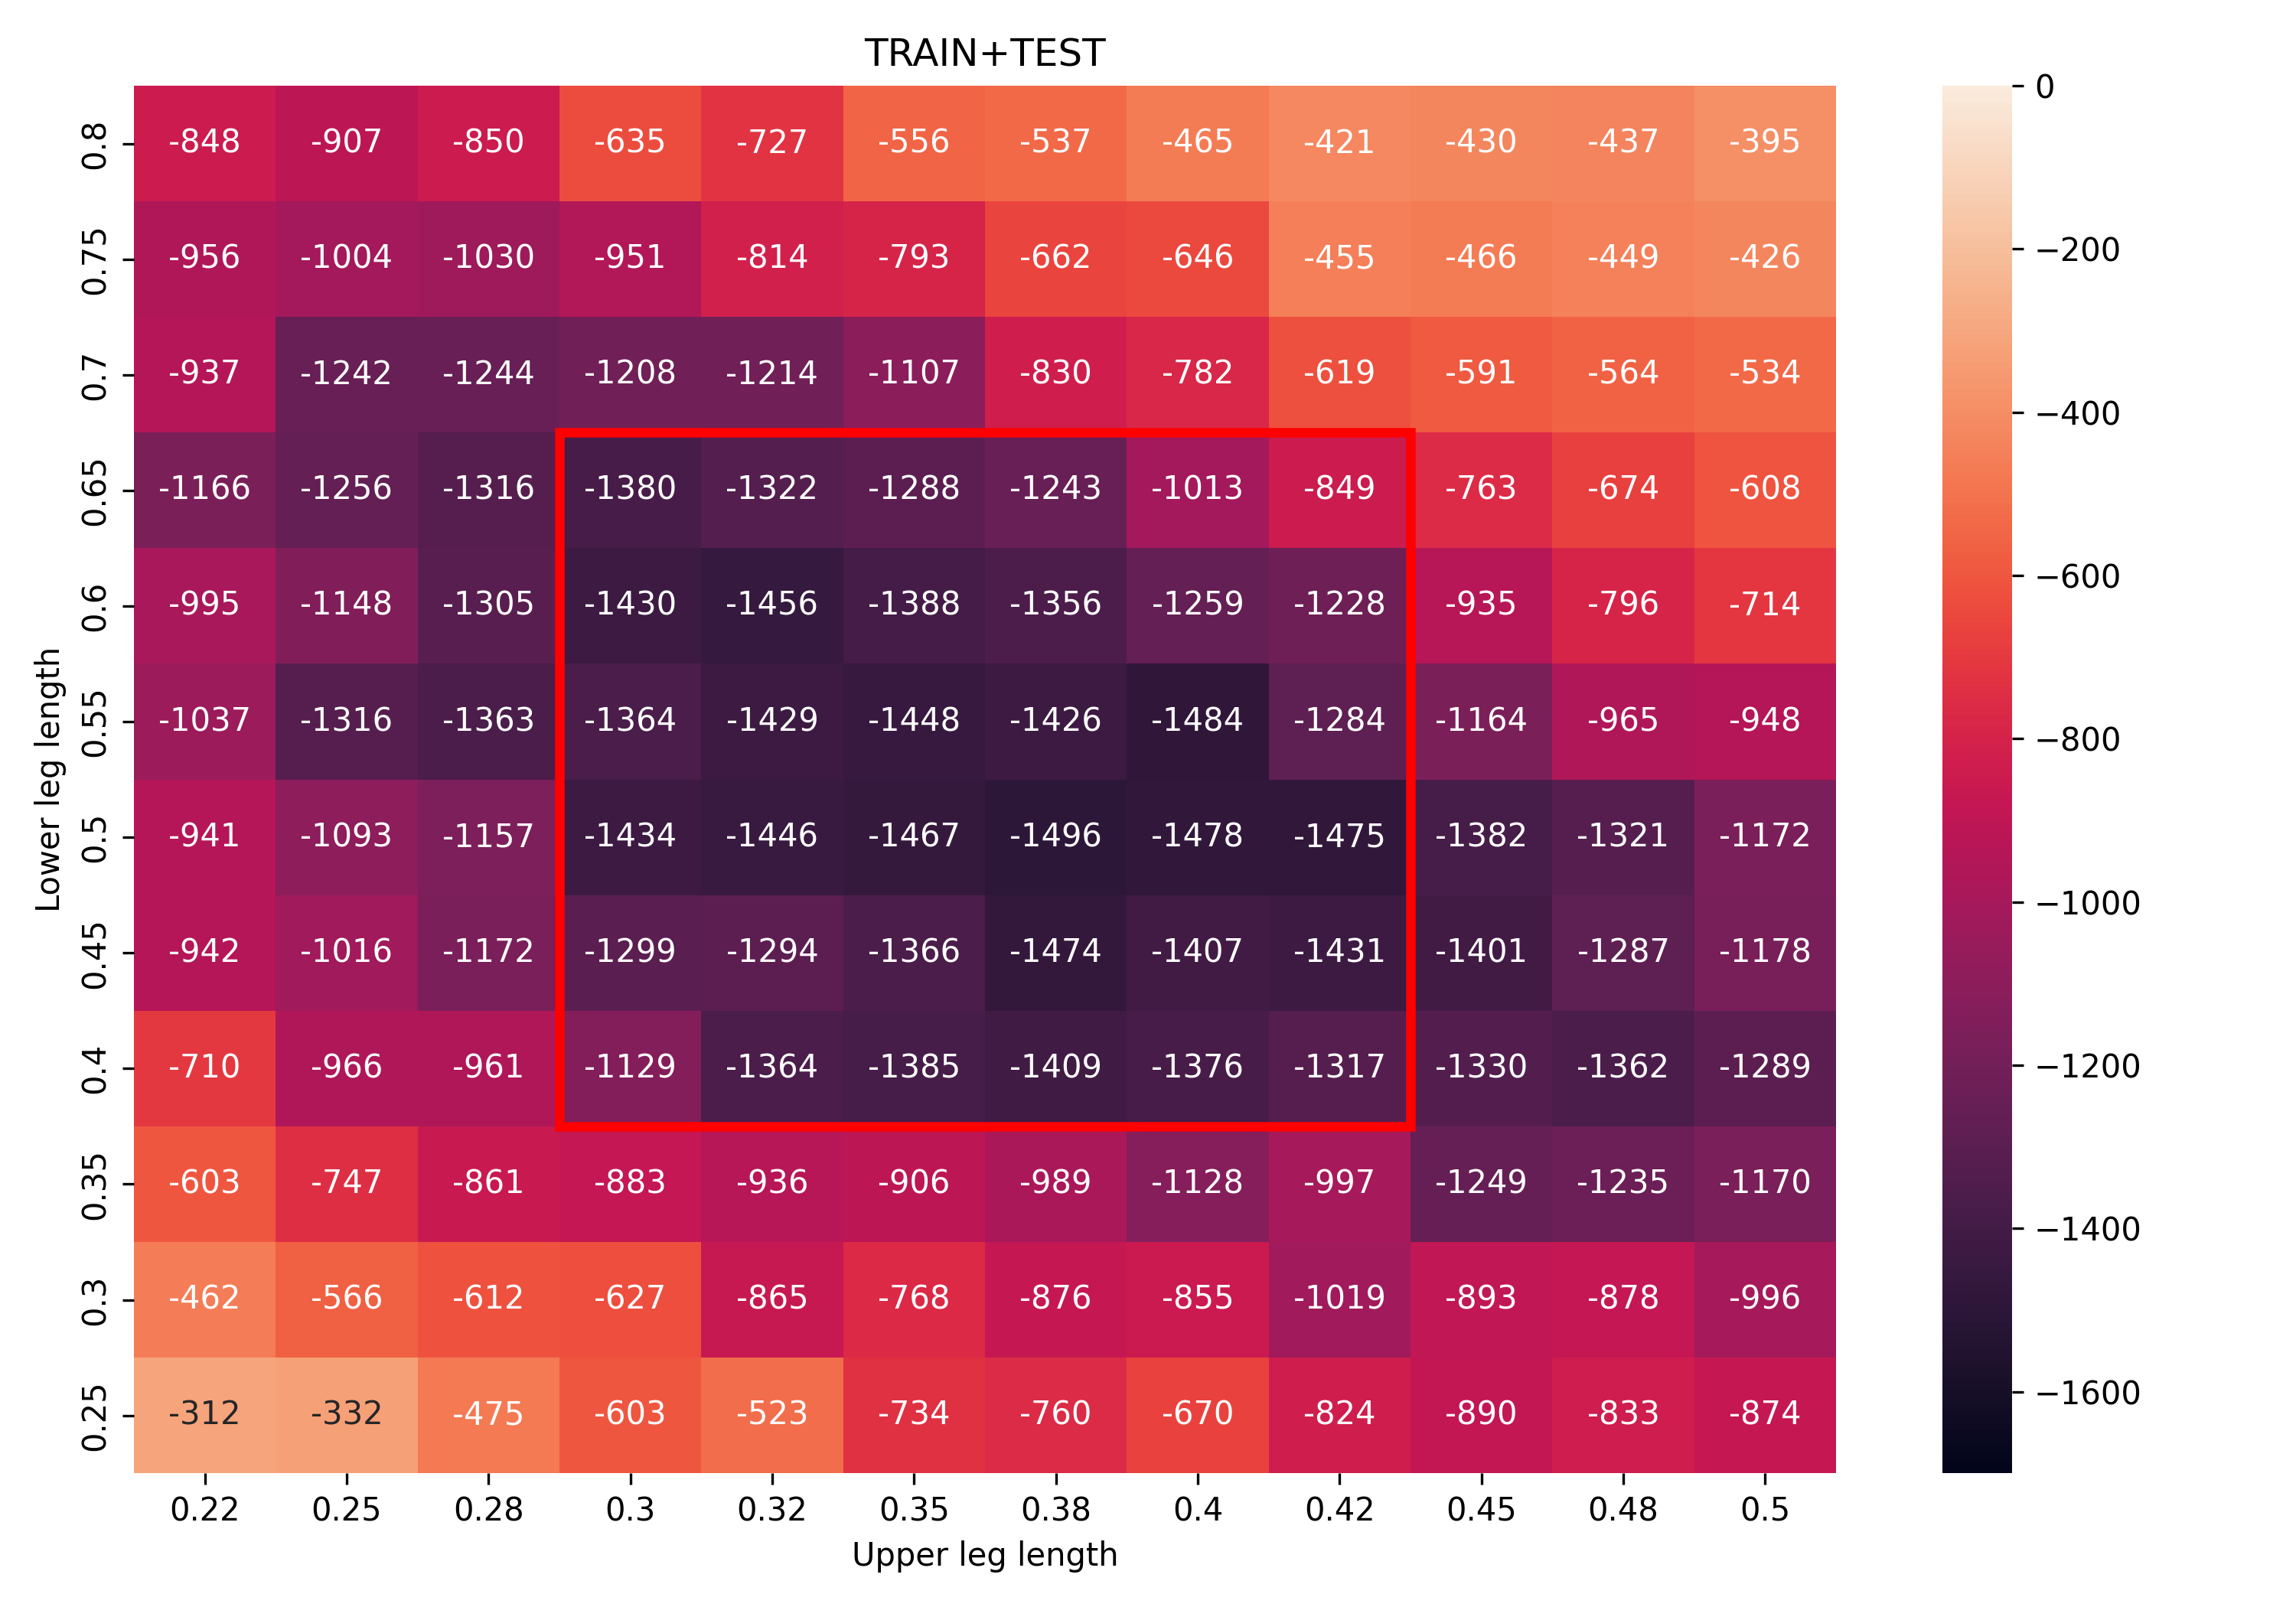 TRAIN+TEST
0.8 -848 -907 -850 -635 -727 -556 -537 -465 -421 -430 -437 -395
0.75 -956 -1004 -1030 -951 -814 -793 -662 -646 -455 -466 -449 -426
0.7 -937 -1242 -1244 -1208 -1214 -1107 -830 -782 -619 -591 -564 -534
0.65 -1166 -1256 -1316 -1380 -1322 -1288 -1243 -1013 -849 -763 -674 -608
0.6 -995 -1148 -1305 -1430 -1456 -1388 -1356 -1259 -1228 -935 -796 -714
0.55 -1037 -1316 -1363 -1364 -1429 -1448 -1426 -1484 -1284 -1164 -965 -948
0.5 -941 -1093 -1157 -1434 -1446 -1467 -1496 -1478 -1475 -1382 -1321 -1172
0.45 -942 -1016 -1172 -1299 -1294 -1366 -1474 -1407 -1431 -1401 -1287 -1178
0.4 -710 -966 -961 -1129 -1364 -1385 -1409 -1376 -1317 -1330 -1362 -1289
0.35 -603 -747 -861 -883 -936 -906 -989 -1128 -997 -1249 -1235 -1170
0.3 -462 -566 -612 -627 -865 -768 -876 -855 -1019 -893 -878 -996
0.25 -312 -332 -475 -603 -523 -734 -760 -670 -824 -890 -833 -874
0.22 0.25 0.28 0.3 0.32 0.35 0.38 0.4 0.42 0.45 0.48 0.5
Upper leg length
Lower leg length
0
−200
−400
−600
−800
−1000
−1200
−1400
−1600